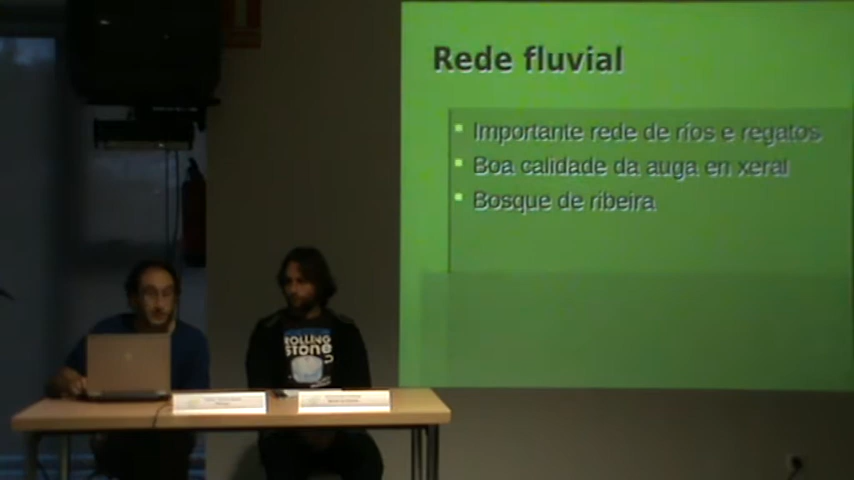 Rede fluvial
Importante rede de ríos e regatos
Boa calidade da auga en xeral
Bosque de ribeira
ROLLING
STONE